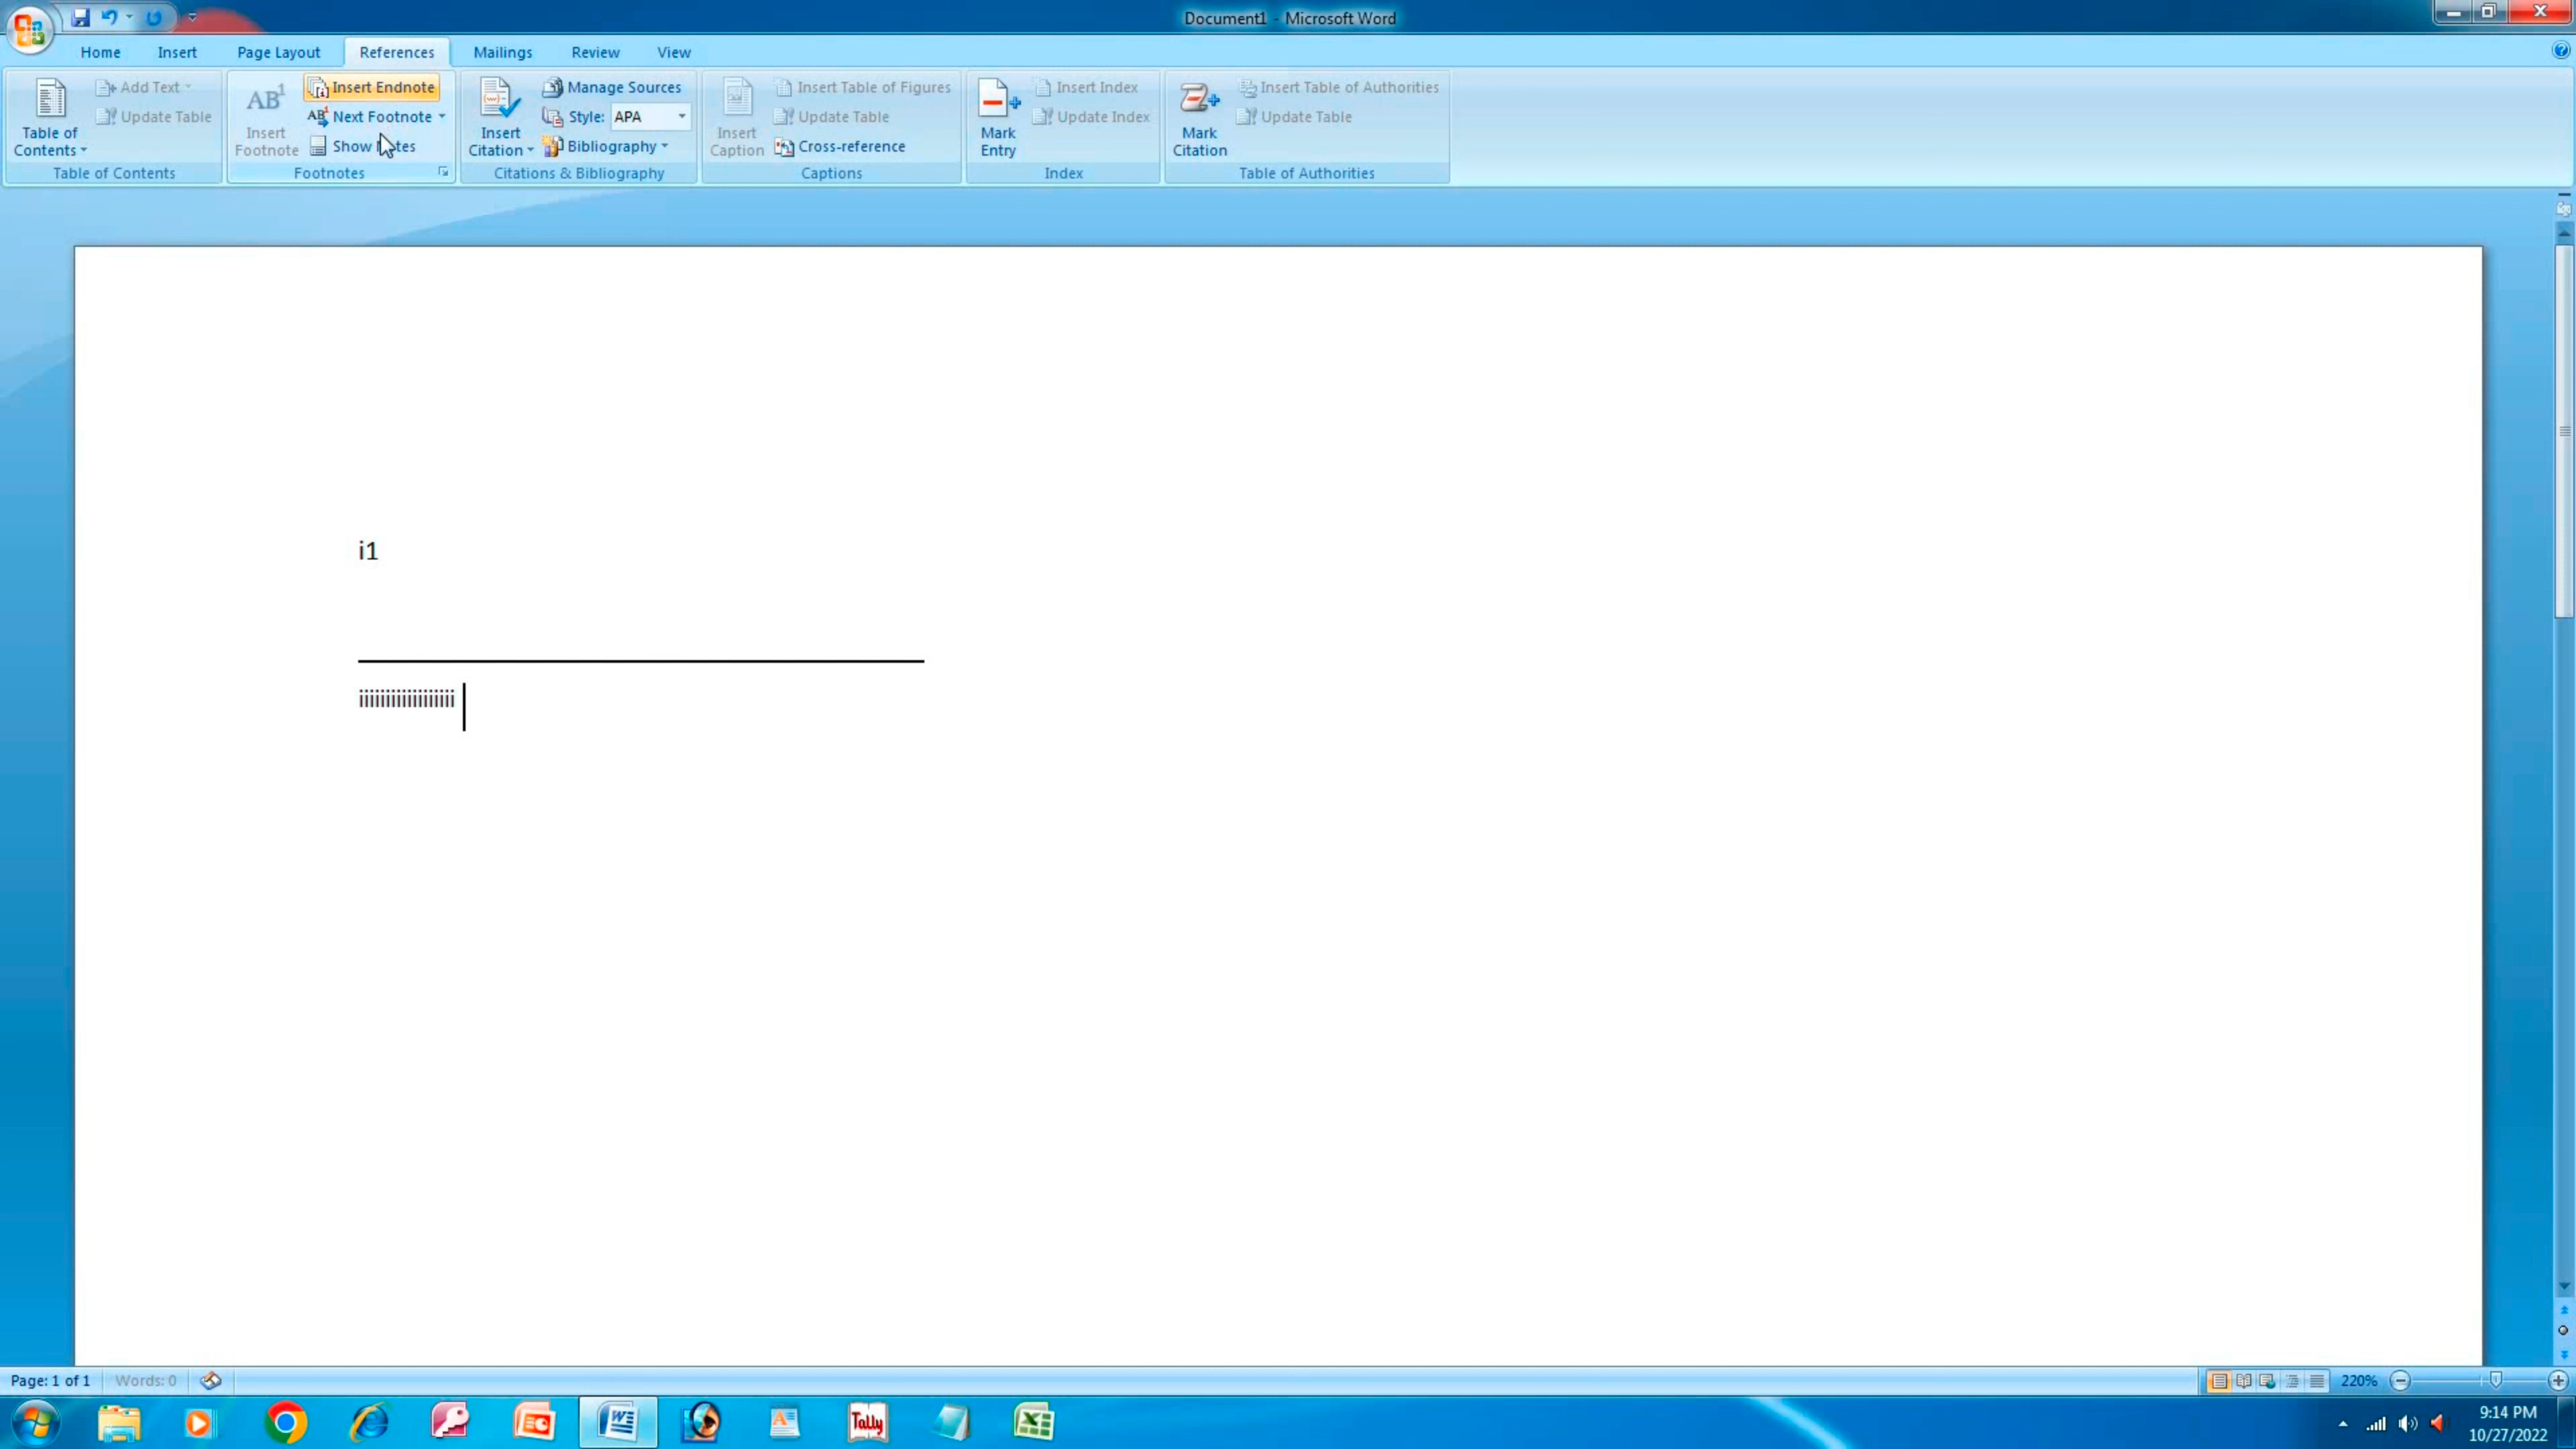 Document1 - Microsoft Word
Home Insert Page Layout References Mailings Review View
Table of Contents
Add Text
Update Table
Table of Contents
AB1
Insert Footnote
Insert Endnote
AB1 Next Footnote
Show Notes
Footnotes
Insert Citation
Manage Sources
Style: APA
Bibliography
Citations & Bibliography
Insert Caption
Insert Table of Figures
Update Table
Cross-reference
Captions
Mark Entry
Insert Index
Update Index
Index
Mark Citation
Insert Table of Authorities
Update Table
Table of Authorities
i1
Page: 1 of 1 Words: 0 220%
Tally
9:14 PM
10/27/2022